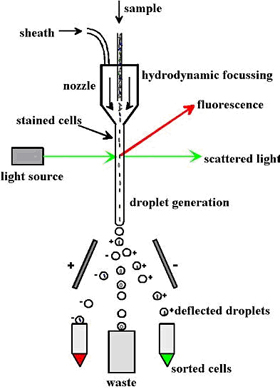 sample
sheath
hydrodynamic focussing
nozzle
fluorescence
stained cells
scattered light
light source
droplet generation
+
-
deflected droplets
sorted cells
waste